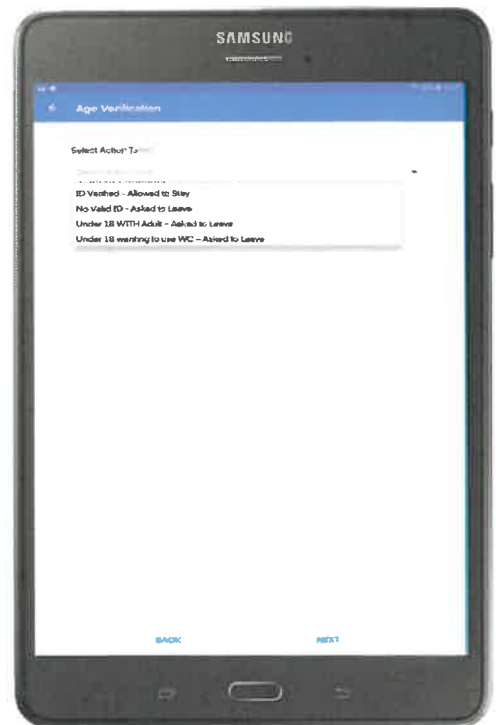 SAMSUNG
Age Verification
Select Action
ID Verified - Allowed to Stay
No Valid ID - Asked to Leave
Under 18 WITH Adult - Asked to Leave
Under 18 wanting to use WC - Asked to Leave
BACK
NEXT